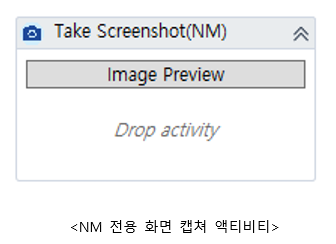 Take Screenshot(NM)
Image Preview
Drop activity
<NM 전용 화면 캡쳐 액티비티>